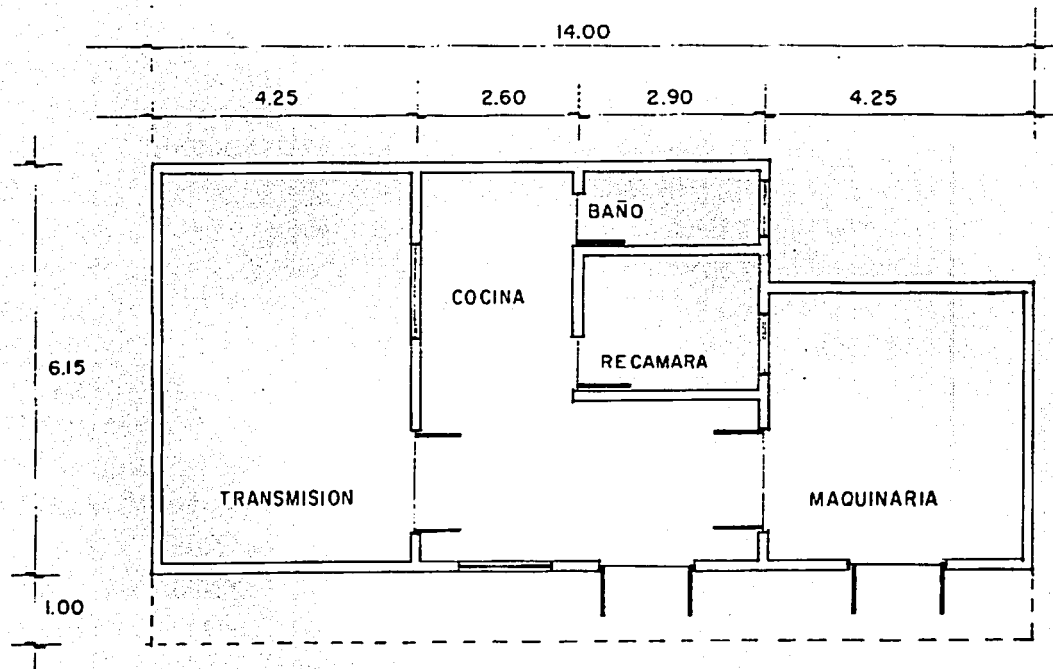 14.00
4.25
2.60
2.90
4.25
BAÑO
COCINA
RECAMARA
6.15
TRANSMISION
MAQUINARIA
1.00